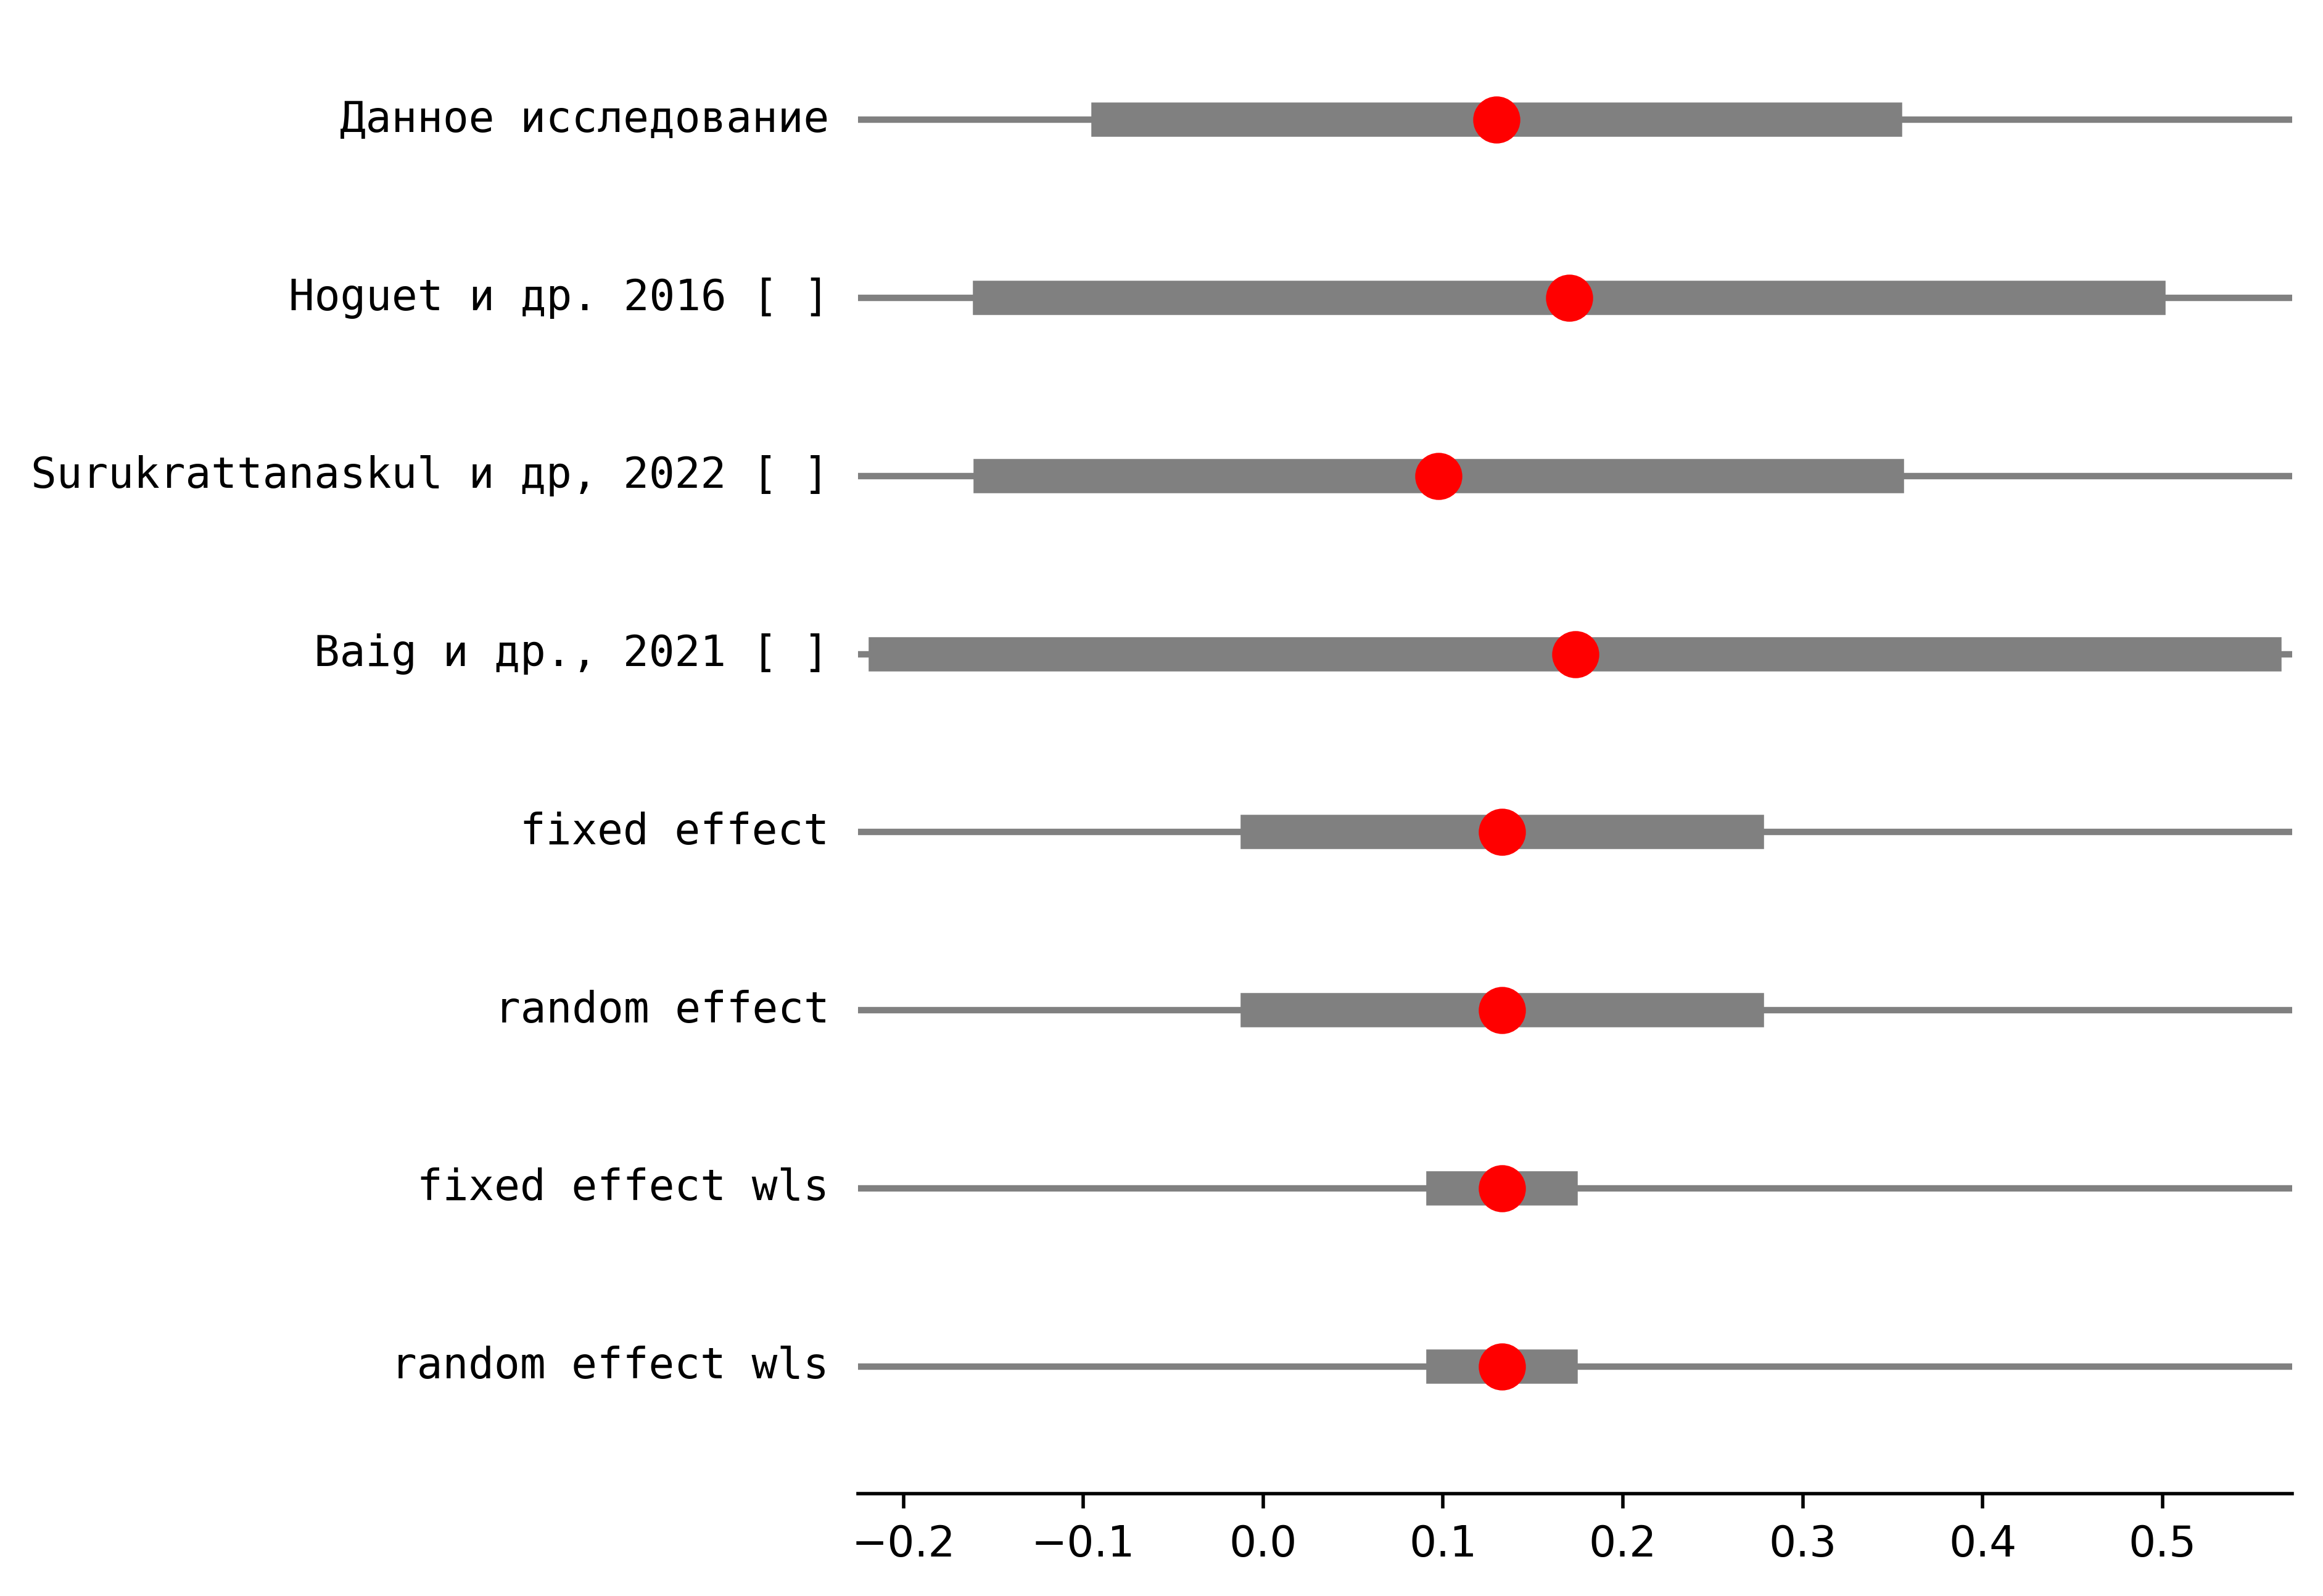 Данное исследование
Hoguet и др. 2016 [ ]
Surukrattanaskul и др, 2022 [ ]
Baig и др., 2021 [ ]
fixed effect
random effect
fixed effect wls
random effect wls
−0.2 −0.1 0.0 0.1 0.2 0.3 0.4 0.5